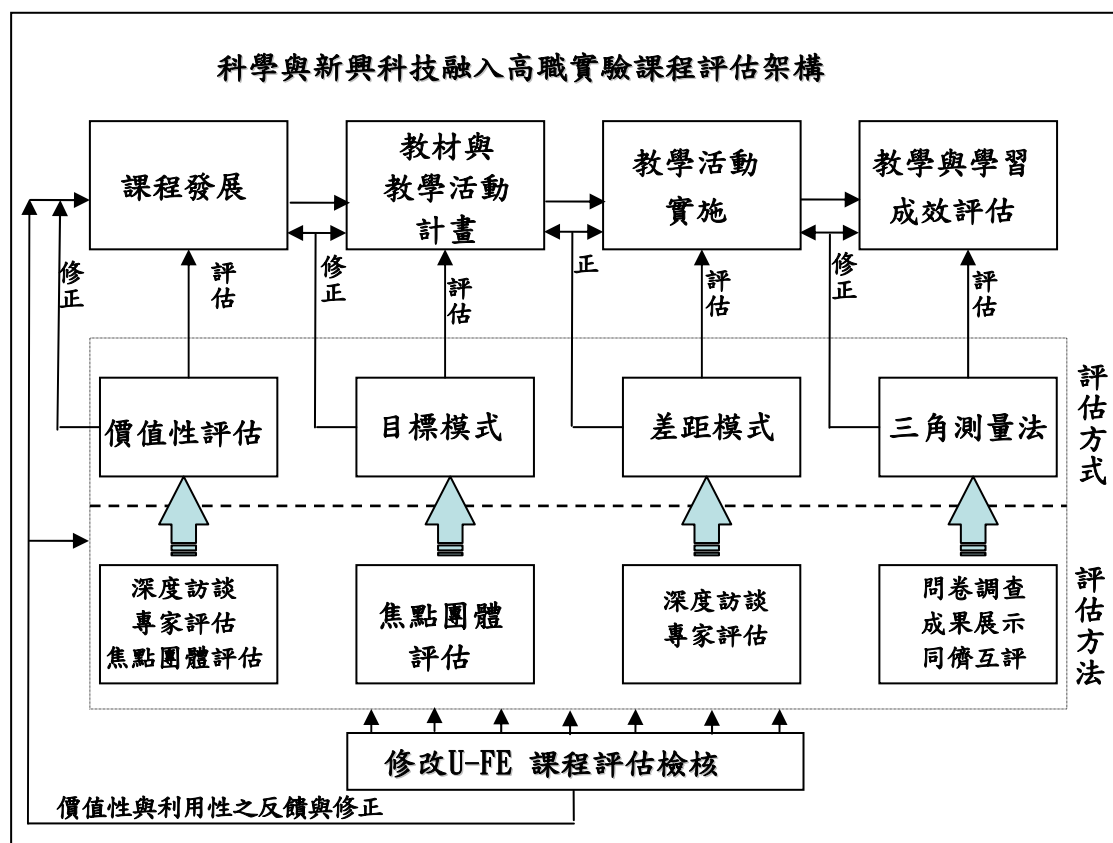 科學與新興科技融入高職實驗課程評估架構
課程發展
教材與
教學活動
計畫
教學活動
實施
教學與學習
成效評估
修正
評估
修正
評估
正
評估
修正
評估
價值性評估
目標模式
差距模式
三角測量法
評估方式
深度訪談
專家評估
焦點團體評估
焦點團體
評估
深度訪談
專家評估
問卷調查
成果展示
同儕互評
評估方法
修改U-FE 課程評估檢核
價值性與利用性之反饋與修正